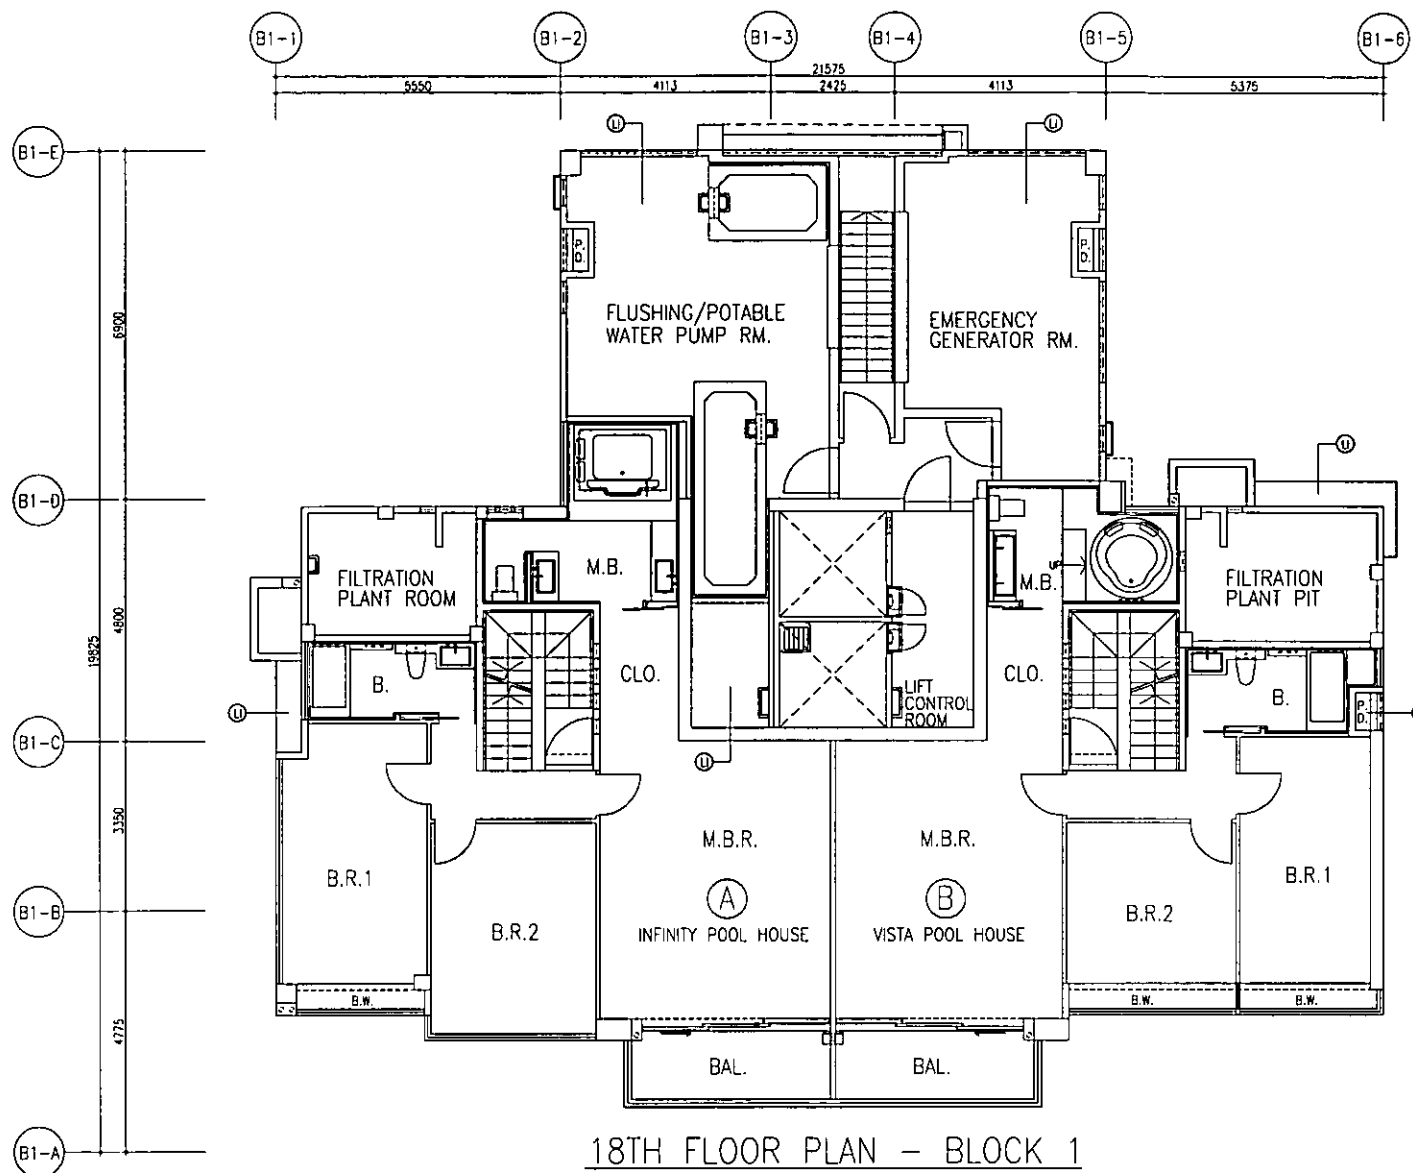 B1-1 B1-2 B1-3 B1-4 B1-5 B1-6
21575
5550 4113 2425 4113 5375
B1-E
U U
P.D.
P.D.
6900
FLUSHING/POTABLE
WATER PUMP RM.
EMERGENCY
GENERATOR RM.
U
B1-D
FILTRATION
PLANT ROOM
M.B.
M.B.
UP
FILTRATION
PLANT PIT
4800
19825
CLO.
CLO.
B.
B.
LIFT
CONTROL
ROOM
P.D.
U
B1-C
U
3350
M.B.R.
M.B.R.
B.R.1
B.R.1
A
B
B1-B
B.R.2
B.R.2
INFINITY POOL HOUSE
VISTA POOL HOUSE
B.W.
B.W.
B.W.
4775
BAL.
BAL.
B1-A
18TH FLOOR PLAN - BLOCK 1